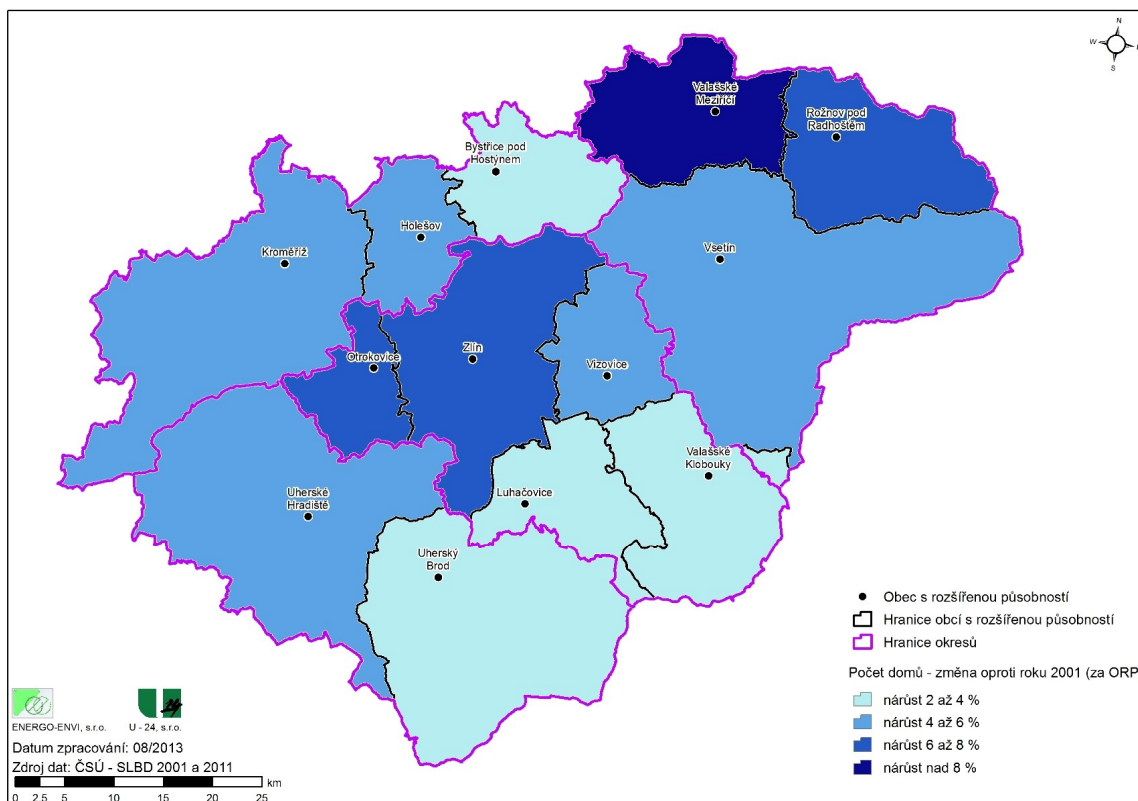 N
W
S
Valašské
Meziříčí
Rožnov pod
Radhoštěm
Bystřice pod
Hostýnem
Holešov
Kroměříž
Vsetín
Otrokovice
Zlín
Vizovice
Valašské
Klobouky
Luhačovice
Uherské
Hradiště
Uherský
Brod
Obec s rozšířenou působností
Hranice obcí s rozšířenou působností
Hranice okresů
Počet domů - změna oproti roku 2001 (za ORP
nárůst 2 až 4 %
nárůst 4 až 6 %
nárůst 6 až 8 %
nárůst nad 8 %
ENERGO-ENVI, s.r.o.
U - 24, s.r.o.
Datum zpracování: 08/2013
Zdroj dat: ČSÚ - SLBD 2001 a 2011
km
0 2,5 5 10 15 20 25